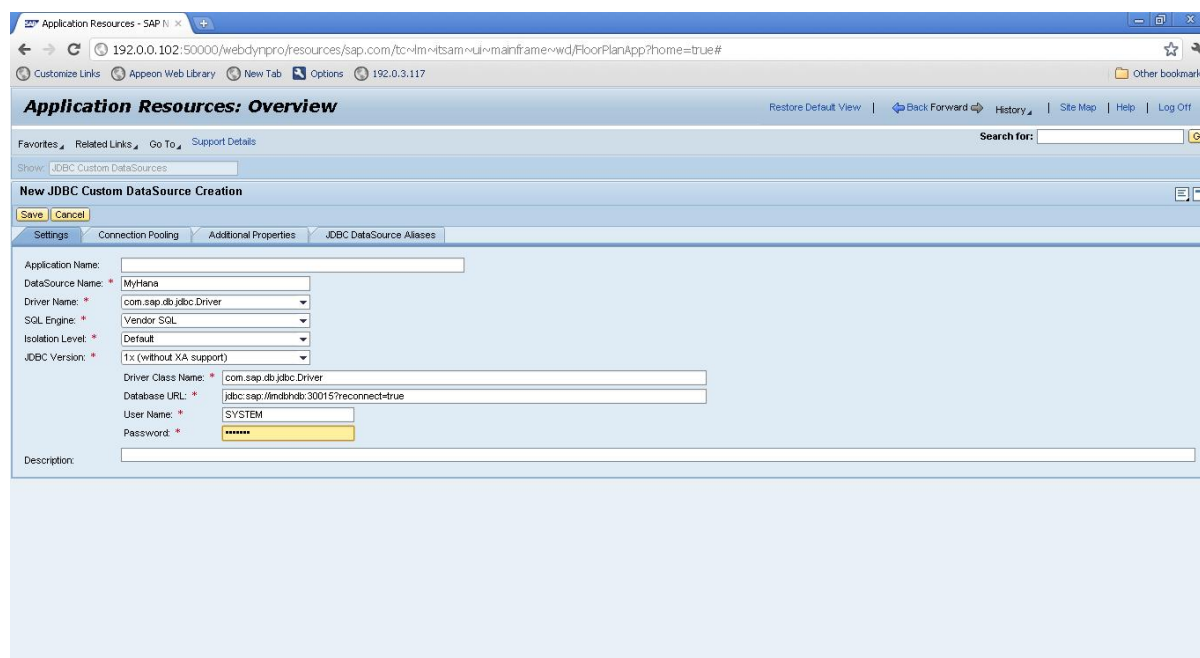 Application Resources - SAP N
192.0.0.102:50000/webdynpro/resources/sap.com/tc~lm~itsam~ui~mainframe~wd/FloorPlanApp?home=true#
Customize Links Appeon Web Library New Tab Options 192.0.3.117 Other bookmark
Application Resources: Overview Restore Default View | Back Forward History | Site Map | Help | Log Off
Favorites Related Links Go To Support Details Search for: G
Show: JDBC Custom DataSources
New JDBC Custom DataSource Creation
Save Cancel
Settings Connection Pooling Additional Properties JDBC DataSource Aliases
Application Name:
DataSource Name: * MyHana
Driver Name: * com.sap.db.jdbc.Driver
SQL Engine: * Vendor SQL
Isolation Level: * Default
JDBC Version: * 1x (without XA support)
Driver Class Name: * com.sap.db.jdbc.Driver
Database URL: * jdbc:sap://imdbhdb:30015?reconnect=true
User Name: * SYSTEM
Password: * •••••••
Description: